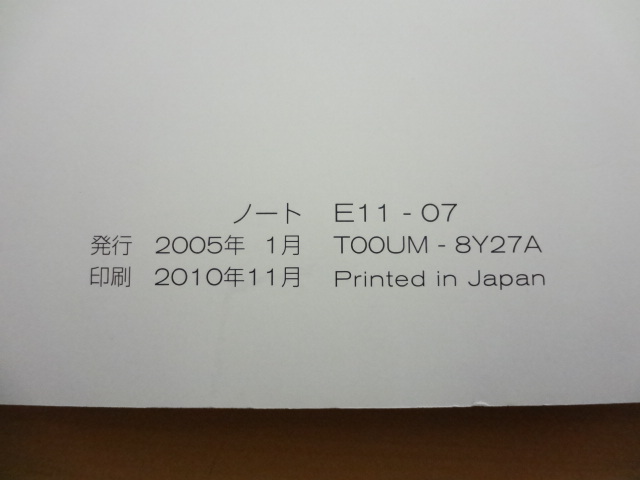 ノート E11 - 07
発行 2005年 1月 T00UM - 8Y27A
印刷 2010年11月 Printed in Japan